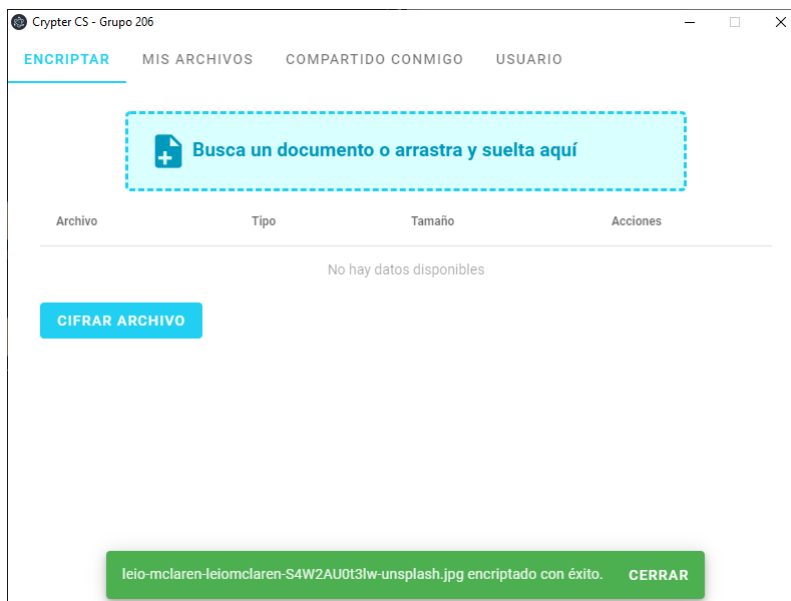 Crypter CS - Grupo 206
ENCRIPTAR MIS ARCHIVOS COMPARTIDO CONMIGO USUARIO
Busca un documento o arrastra y suelta aquí
Archivo Tipo Tamaño Acciones
No hay datos disponibles
CIFRAR ARCHIVO
leio-mclaren-leiomclaren-S4W2AU0t3lw-unsplash.jpg encriptado con éxito. CERRAR